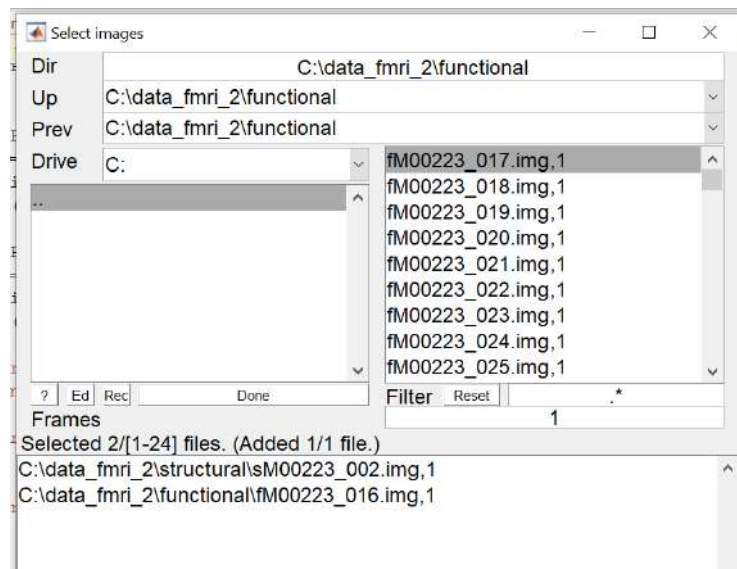 Select images
Dir C:\data_fmri_2\functional
Up C:\data_fmri_2\functional
Prev C:\data_fmri_2\functional
Drive C:
..
fM00223_017.img,1
fM00223_018.img,1
fM00223_019.img,1
fM00223_020.img,1
fM00223_021.img,1
fM00223_022.img,1
fM00223_023.img,1
fM00223_024.img,1
fM00223_025.img,1
? Ed Rec Done
Filter Reset .*
Frames 1
Selected 2/[1-24] files. (Added 1/1 file.)
C:\data_fmri_2\structural\sM00223_002.img,1
C:\data_fmri_2\functional\fM00223_016.img,1